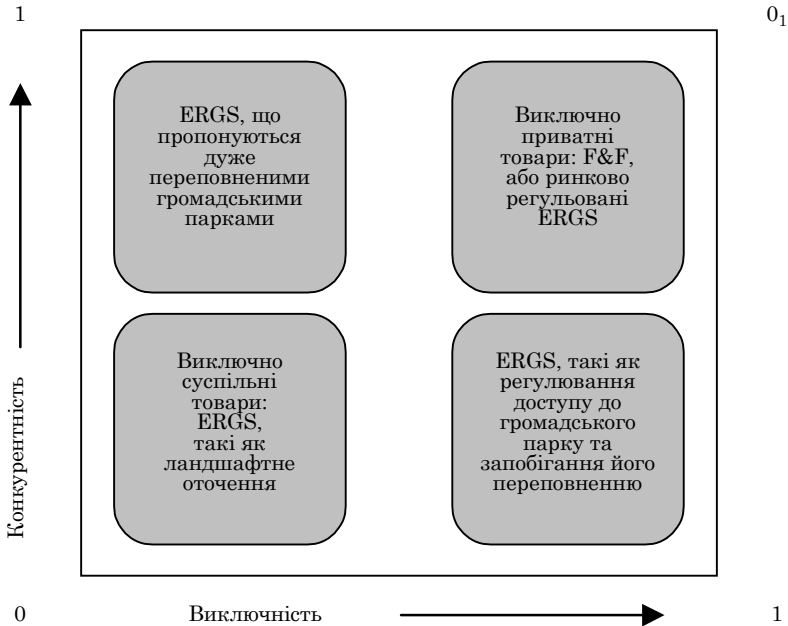 1
0₁
ERGS, що
пропонуються
дуже
переповненими
громадськими
парками
Виключно
приватні
товари: F&F,
або ринково
регульовані
ERGS
Виключно
суспільні
товари:
ERGS,
такі як
ландшафтне
оточення
ERGS, такі як
регулювання
доступу до
громадського
парку та
запобігання його
переповненню
Конкурентність
0
Виключність
1